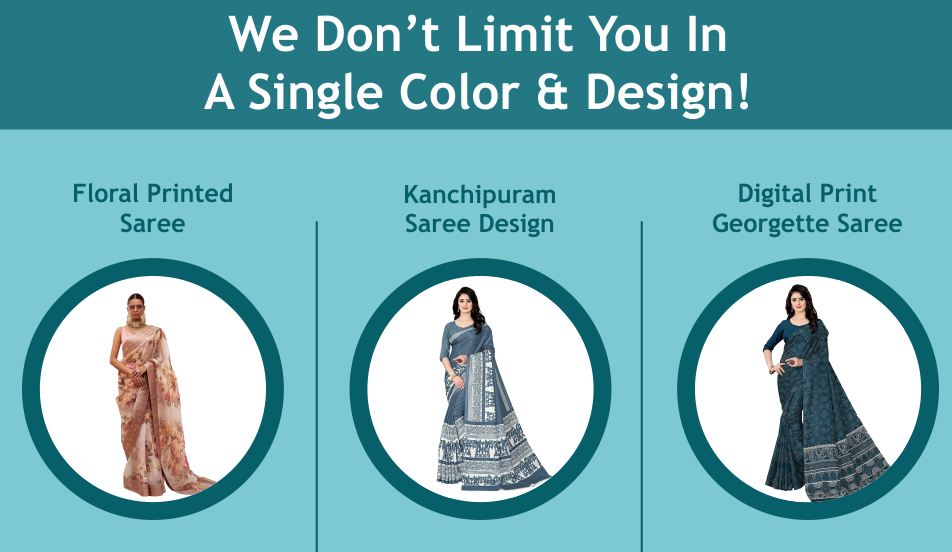 We Don’t Limit You In
A Single Color & Design!
Floral Printed
Saree
Kanchipuram
Saree Design
Digital Print
Georgette Saree